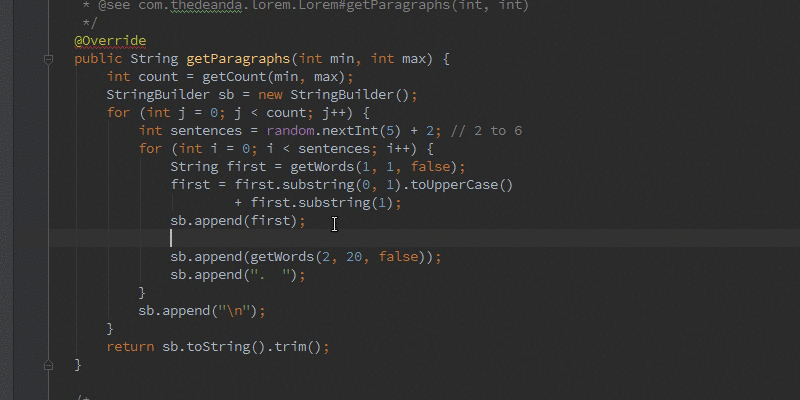 * @see com.thedeanda.lorem.Lorem#getParagraphs(int, int)
*/
@Override
public String getParagraphs(int min, int max) {
int count = getCount(min, max);
StringBuilder sb = new StringBuilder();
for (int j = 0; j < count; j++) {
int sentences = random.nextInt(5) + 2; // 2 to 6
for (int i = 0; i < sentences; i++) {
String first = getWords(1, 1, false);
first = first.substring(0, 1).toUpperCase()
+ first.substring(1);
sb.append(first);
sb.append(getWords(2, 20, false));
sb.append(".  ");
}
sb.append("\n");
}
return sb.toString().trim();
}
/*